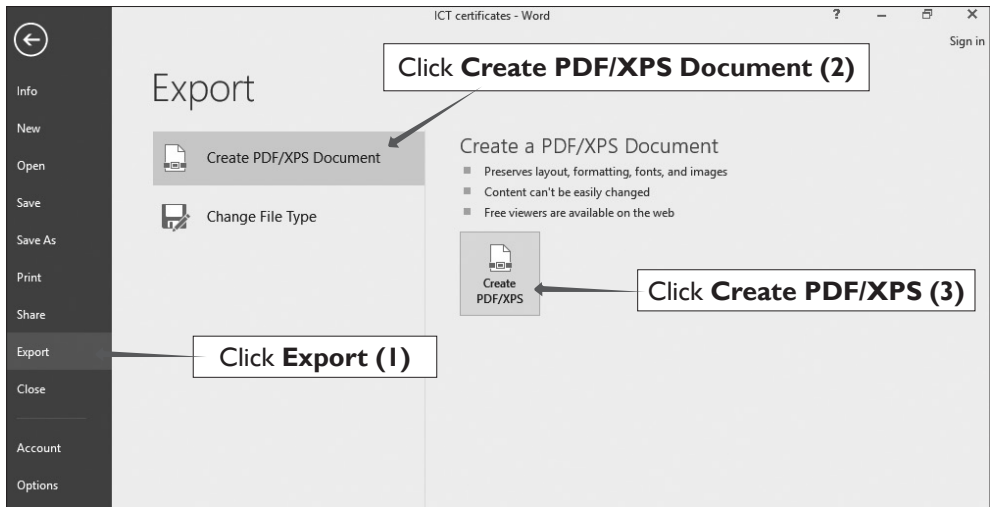 ICT certificates - Word
?
Sign in
Click Create PDF/XPS Document (2)
Export
Info
New
Open
Save
Save As
Print
Share
Export
Close
Account
Options
Create PDF/XPS Document
Change File Type
Create a PDF/XPS Document
Preserves layout, formatting, fonts, and images
Content can't be easily changed
Free viewers are available on the web
Create
PDF/XPS
Click Create PDF/XPS (3)
Click Export (1)